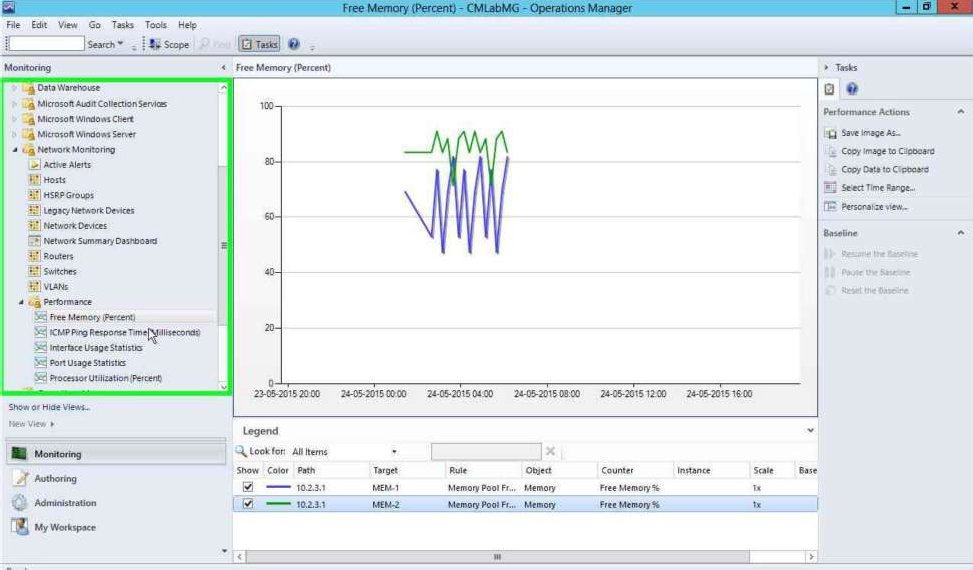 Free Memory (Percent) - CMLabMG - Operations Manager
File Edit View Go Tasks Tools Help
Search Scope Find Tasks
Monitoring
Data Warehouse
Microsoft Audit Collection Services
Microsoft Windows Client
Microsoft Windows Server
Network Monitoring
Active Alerts
Hosts
HSRP Groups
Legacy Network Devices
Network Devices
Network Summary Dashboard
Routers
Switches
VLANs
Performance
Free Memory (Percent)
ICMP Ping Response Time (Milliseconds)
Interface Usage Statistics
Port Usage Statistics
Processor Utilization (Percent)
Show or Hide Views...
New View
Monitoring
Authoring
Administration
My Workspace
Free Memory (Percent)
100
80
60
40
20
0
23-05-2015 20:00 24-05-2015 00:00 24-05-2015 04:00 24-05-2015 08:00 24-05-2015 12:00 24-05-2015 16:00
Legend
Look for: All Items
Show Color Path Target Rule Object Counter Instance Scale Base
10.2.3.1 MEM-1 Memory Pool Fr... Memory Free Memory % 1x
10.2.3.1 MEM-2 Memory Pool Fr... Memory Free Memory % 1x
Tasks
Performance Actions
Save Image As...
Copy Image to Clipboard
Copy Data to Clipboard
Select Time Range...
Personalize view...
Baseline
Resume the Baseline
Pause the Baseline
Reset the Baseline